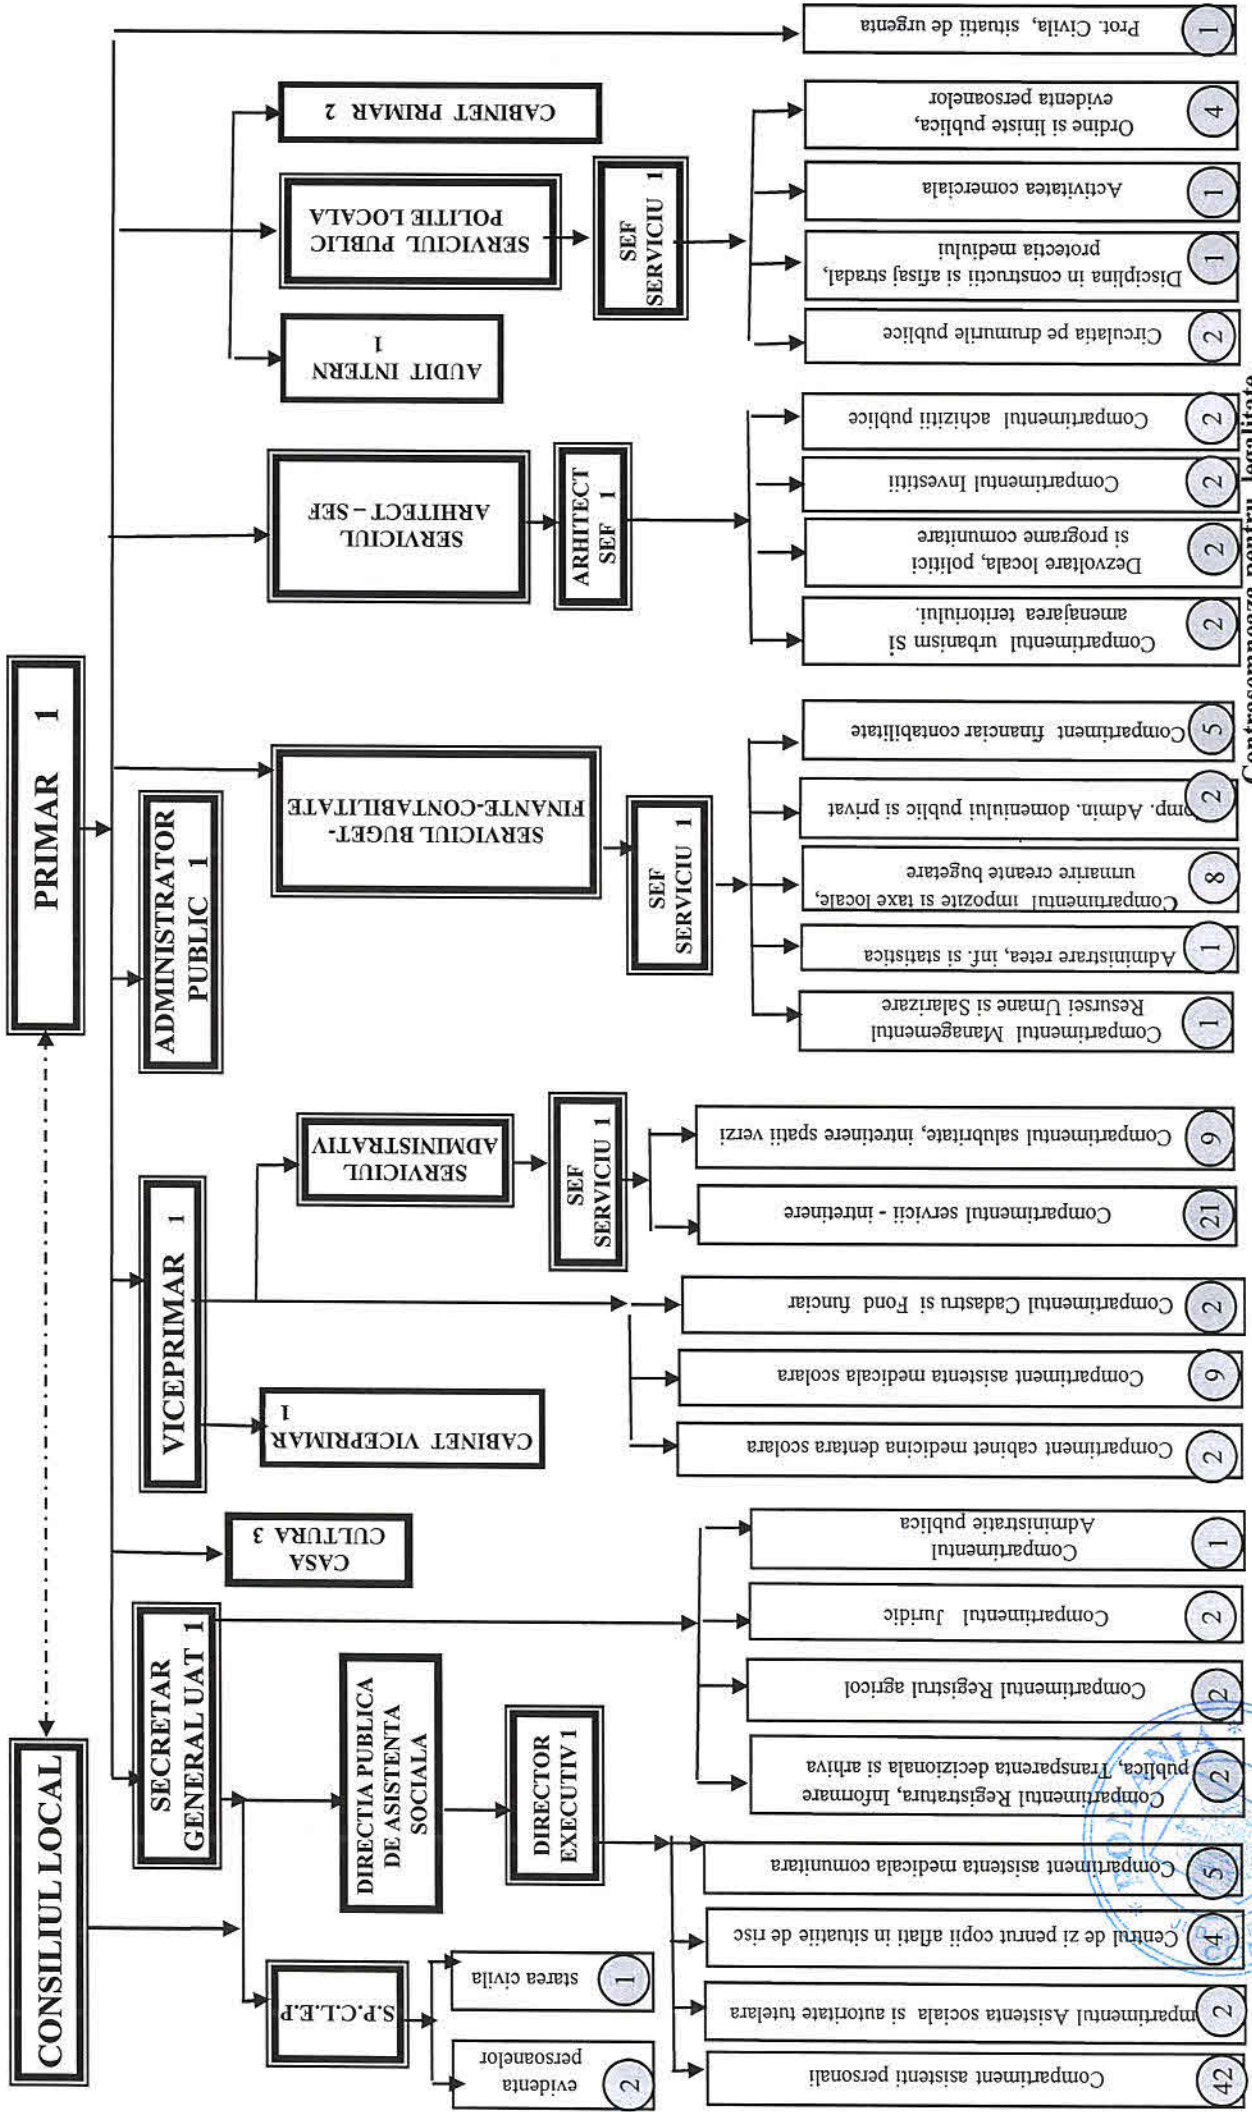 CONSILIUL LOCAL
PRIMAR 1
SECRETAR
GENERAL UAT 1
CASA
CULTURA 3
VICEPRIMAR 1
ADMINISTRATOR
PUBLIC 1
S.P.C.L.E.P
DIRECTIA PUBLICA
DE ASISTENTA
SOCIALA
DIRECTOR
EXECUTIV 1
CABINET VICEPRIMAR
1
SERVICIUL
ADMINISTRATIV
SEF
SERVICIU 1
SERVICIUL BUGET-
FINANTE-CONTABILITATE
SEF
SERVICIU 1
SERVICIUL
ARHITECT – SEF
ARHITECT
SEF 1
AUDIT INTERN
1
SERVICIUL PUBLIC
POLITIE LOCALA
SEF
SERVICIU 1
CABINET PRIMAR 2
evidenta
persoanelor
2
starea civila
1
Compartiment asistenti personali
42
mpartimentul Asistenta sociala si autoritate tutelara
2
Centrul de zi penrut copii aflati in situatie de risc
4
Compartiment asistenta medicala comunitara
5
Compartimentul Registratura, Informare
publica, Transparenta decizionala si arhiva
2
Compartimentul Registrul agricol
2
Compartimentul Juridic
2
Compartimentul
Administratie publica
1
Compartiment cabinet medicina dentara scolara
2
Compartiment asistenta medicala scolara
9
Compartimentul Cadastru si Fond funciar
2
Compartimentul servicii - intretinere
21
Compartimentul salubritate, intretinere spatii verzi
9
Compartimentul Managementul
Resursei Umane si Salarizare
1
Administrare retea, inf. si statistica
1
Compartimentul impozite si taxe locale,
urmarire creante bugetare
8
omp. Admin. domeniului public si privat
2
Compartiment financiar contabilitate
5
Compartimentul urbanism Si
amenajarea teritoriului.
2
Dezvoltare locala, politici
si programe comunitare
2
Compartimentul Investitii
2
Compartimentul achizitii publice
2
Circulatia pe drumurile publice
2
Disciplina in constructii si afisaj stradal,
protectia mediului
1
Activitatea comerciala
1
Ordine si liniste publica,
evidenta persoanelor
4
Prot. Civila, situatii de urgenta
1
Contrasemneaza pentru legalitate
ROMANIA